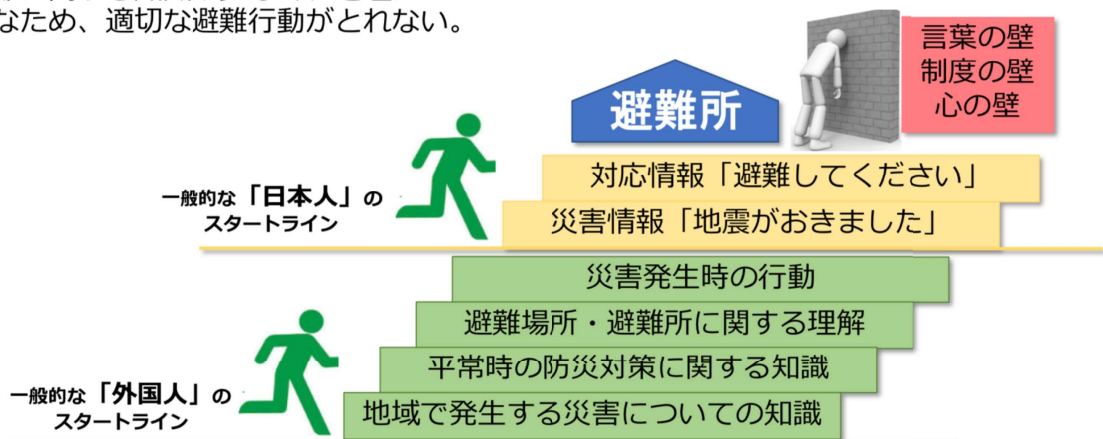 なため、適切な避難行動がとれない。
言葉の壁
制度の壁
心の壁
避難所
対応情報「避難してください」
一般的な「日本人」の
スタートライン
災害情報「地震がおきました」
災害発生時の行動
避難場所・避難所に関する理解
平常時の防災対策に関する知識
一般的な「外国人」の
スタートライン
地域で発生する災害についての知識